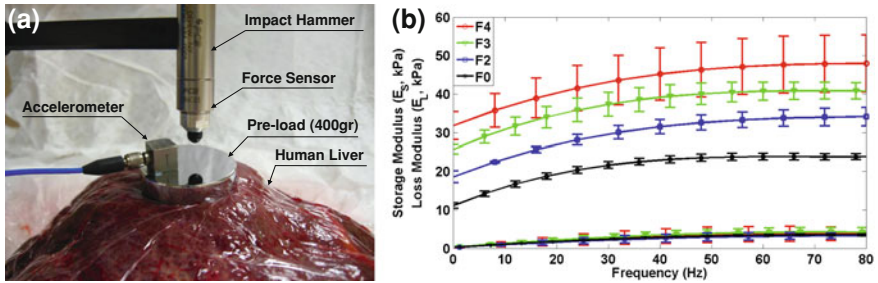 (a)
Impact Hammer
Force Sensor
Accelerometer
Pre-load (400gr)
Human Liver
(b)
Storage Modulus (E_S, kPa)
Loss Modulus (E_L, kPa)
60
50
40
30
20
10
0
F4
F3
F2
F0
0 10 20 30 40 50 60 70 80
Frequency (Hz)